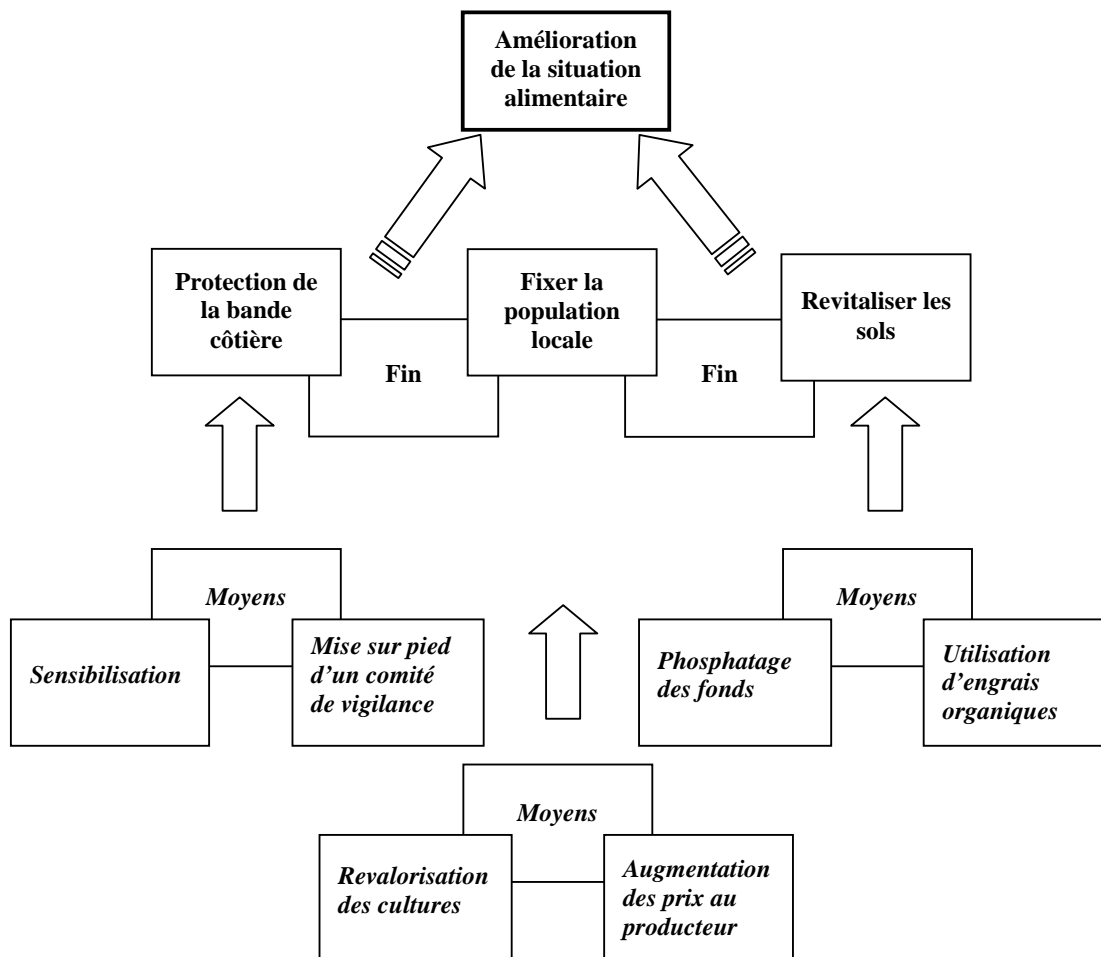 Amélioration
de la situation
alimentaire
Protection de
la bande
côtière
Fixer la
population
locale
Revitaliser les
sols
Fin
Fin
Moyens
Sensibilisation
Mise sur pied
d’un comité
de vigilance
Moyens
Phosphatage
des fonds
Utilisation
d’engrais
organiques
Moyens
Revalorisation
des cultures
Augmentation
des prix au
producteur